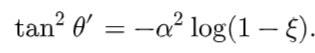 tan² θ′ = −α² log(1 − ξ).